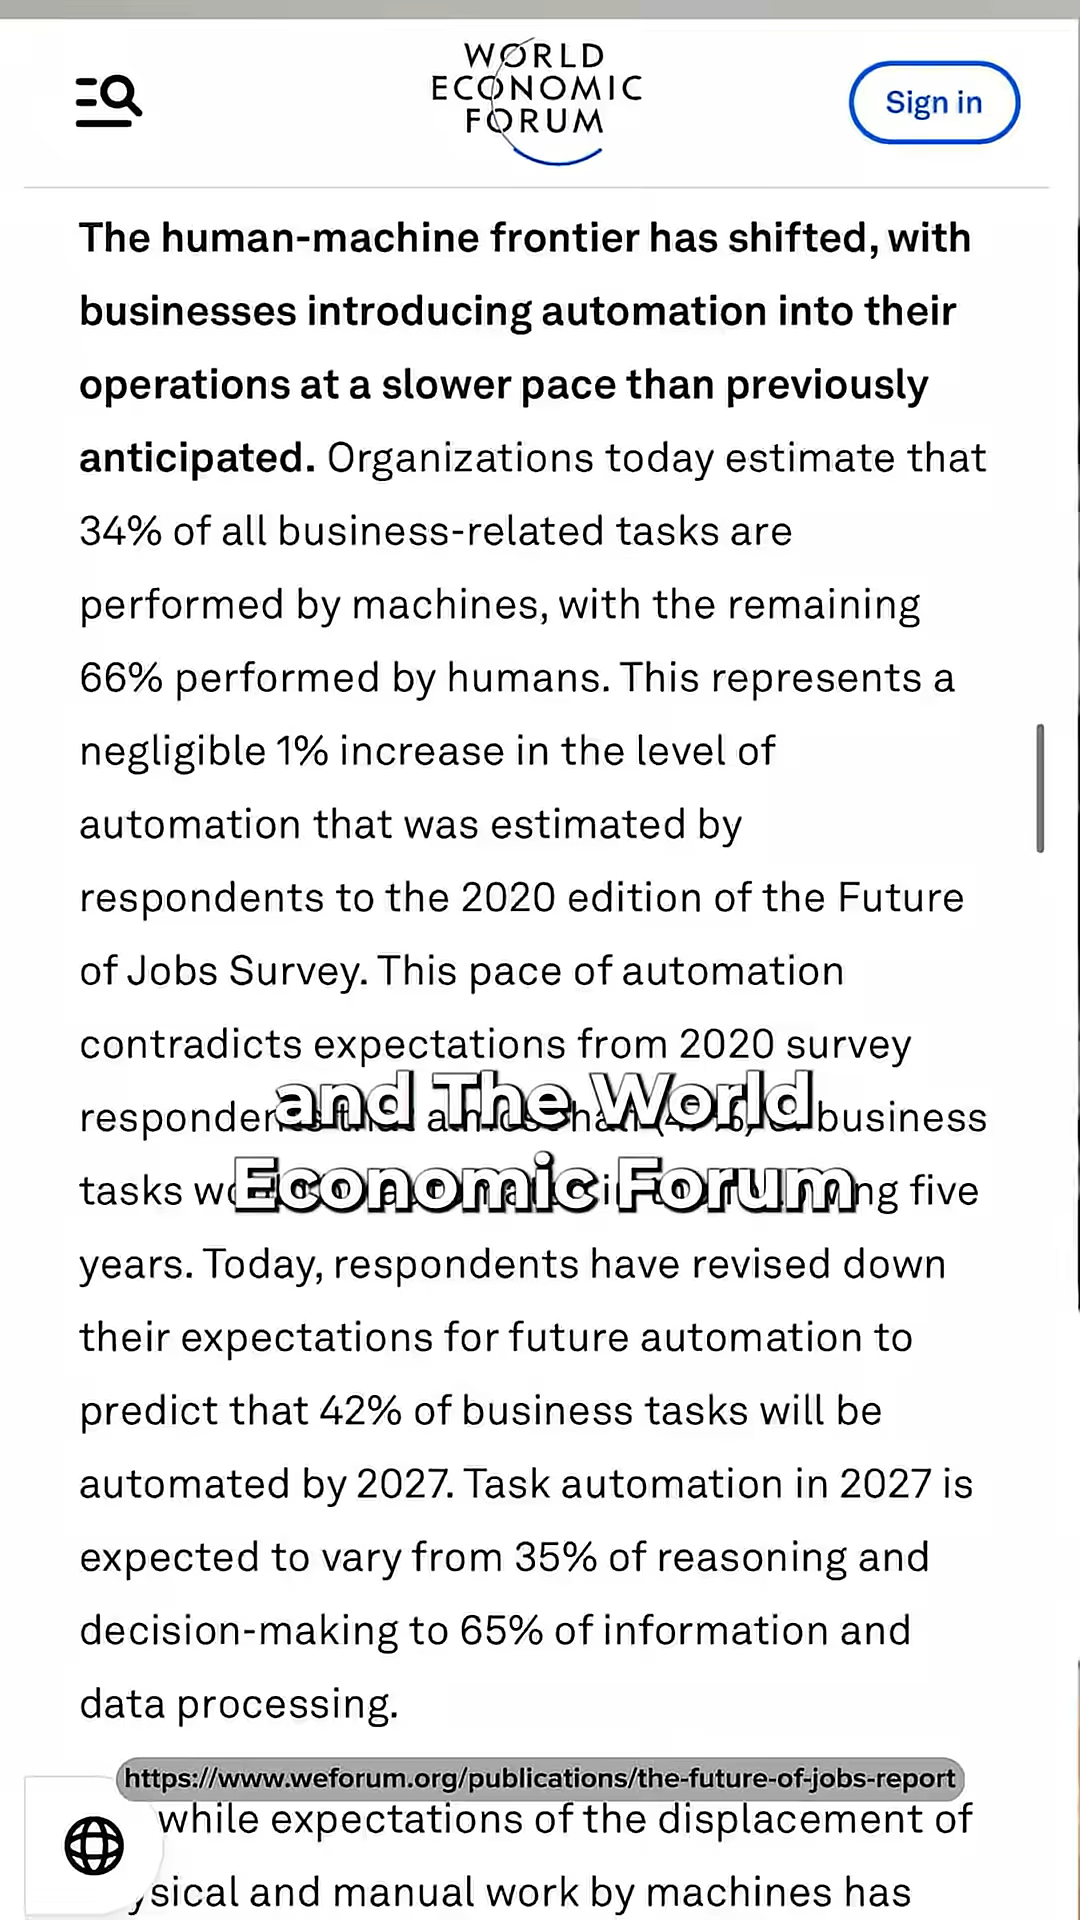 WORLD
ECONOMIC
FORUM
Sign in
The human-machine frontier has shifted, with
businesses introducing automation into their
operations at a slower pace than previously
anticipated. Organizations today estimate that
34% of all business-related tasks are
performed by machines, with the remaining
66% performed by humans. This represents a
negligible 1% increase in the level of
automation that was estimated by
respondents to the 2020 edition of the Future
of Jobs Survey. This pace of automation
contradicts expectations from 2020 survey
and The World
business
Economic Forum
tasks
five
years. Today, respondents have revised down
their expectations for future automation to
predict that 42% of business tasks will be
automated by 2027. Task automation in 2027 is
expected to vary from 35% of reasoning and
decision-making to 65% of information and
data processing.
https://www.weforum.org/publications/the-future-of-jobs-report
while expectations of the displacement of
and manual work by machines has